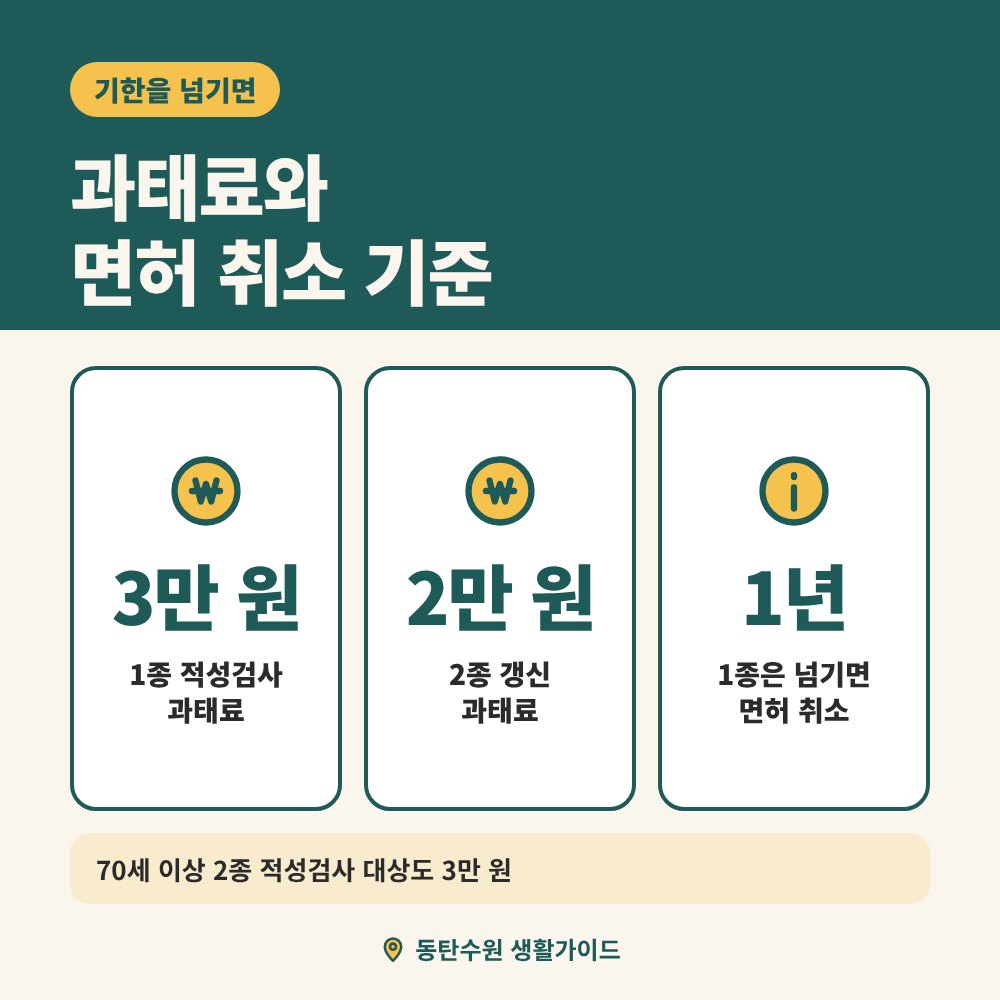 기한을 넘기면
과태료와
면허 취소 기준
₩
3만 원
1종 적성검사
과태료
₩
2만 원
2종 갱신
과태료
i
1년
1종은 넘기면
면허 취소
70세 이상 2종 적성검사 대상도 3만 원
동탄수원 생활가이드